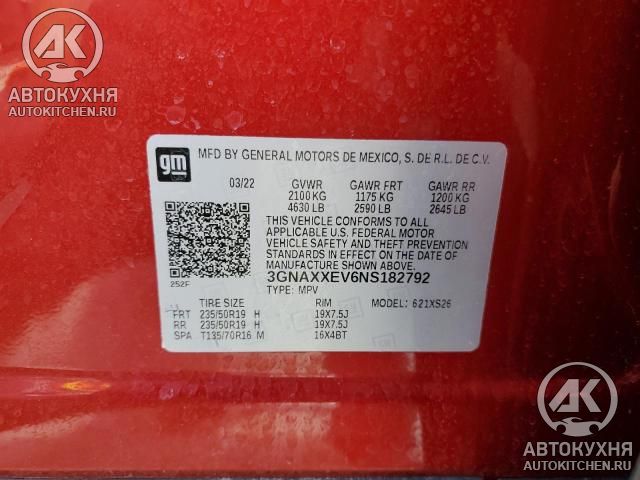 АВТОКУХНЯ
AUTOKITCHEN.RU
gm
MFD BY GENERAL MOTORS DE MEXICO, S. DE R.L. DE C.V.
03/22 GVWR GAWR FRT GAWR RR
2100 KG 1175 KG 1200 KG
4630 LB 2590 LB 2645 LB
THIS VEHICLE CONFORMS TO ALL
APPLICABLE U.S. FEDERAL MOTOR
VEHICLE SAFETY AND THEFT PREVENTION
STANDARDS IN EFFECT ON THE DATE OF
MANUFACTURE SHOWN ABOVE.
3GNAXXEV6NS182792
252F
TYPE: MPV
TIRE SIZE RIM MODEL: 621XS26
FRT 235/50R19 H 19X7.5J
RR 235/50R19 H 19X7.5J
SPA T135/70R16 M 16X4BT
АК
АВТОКУХНЯ
AUTOKITCHEN.RU